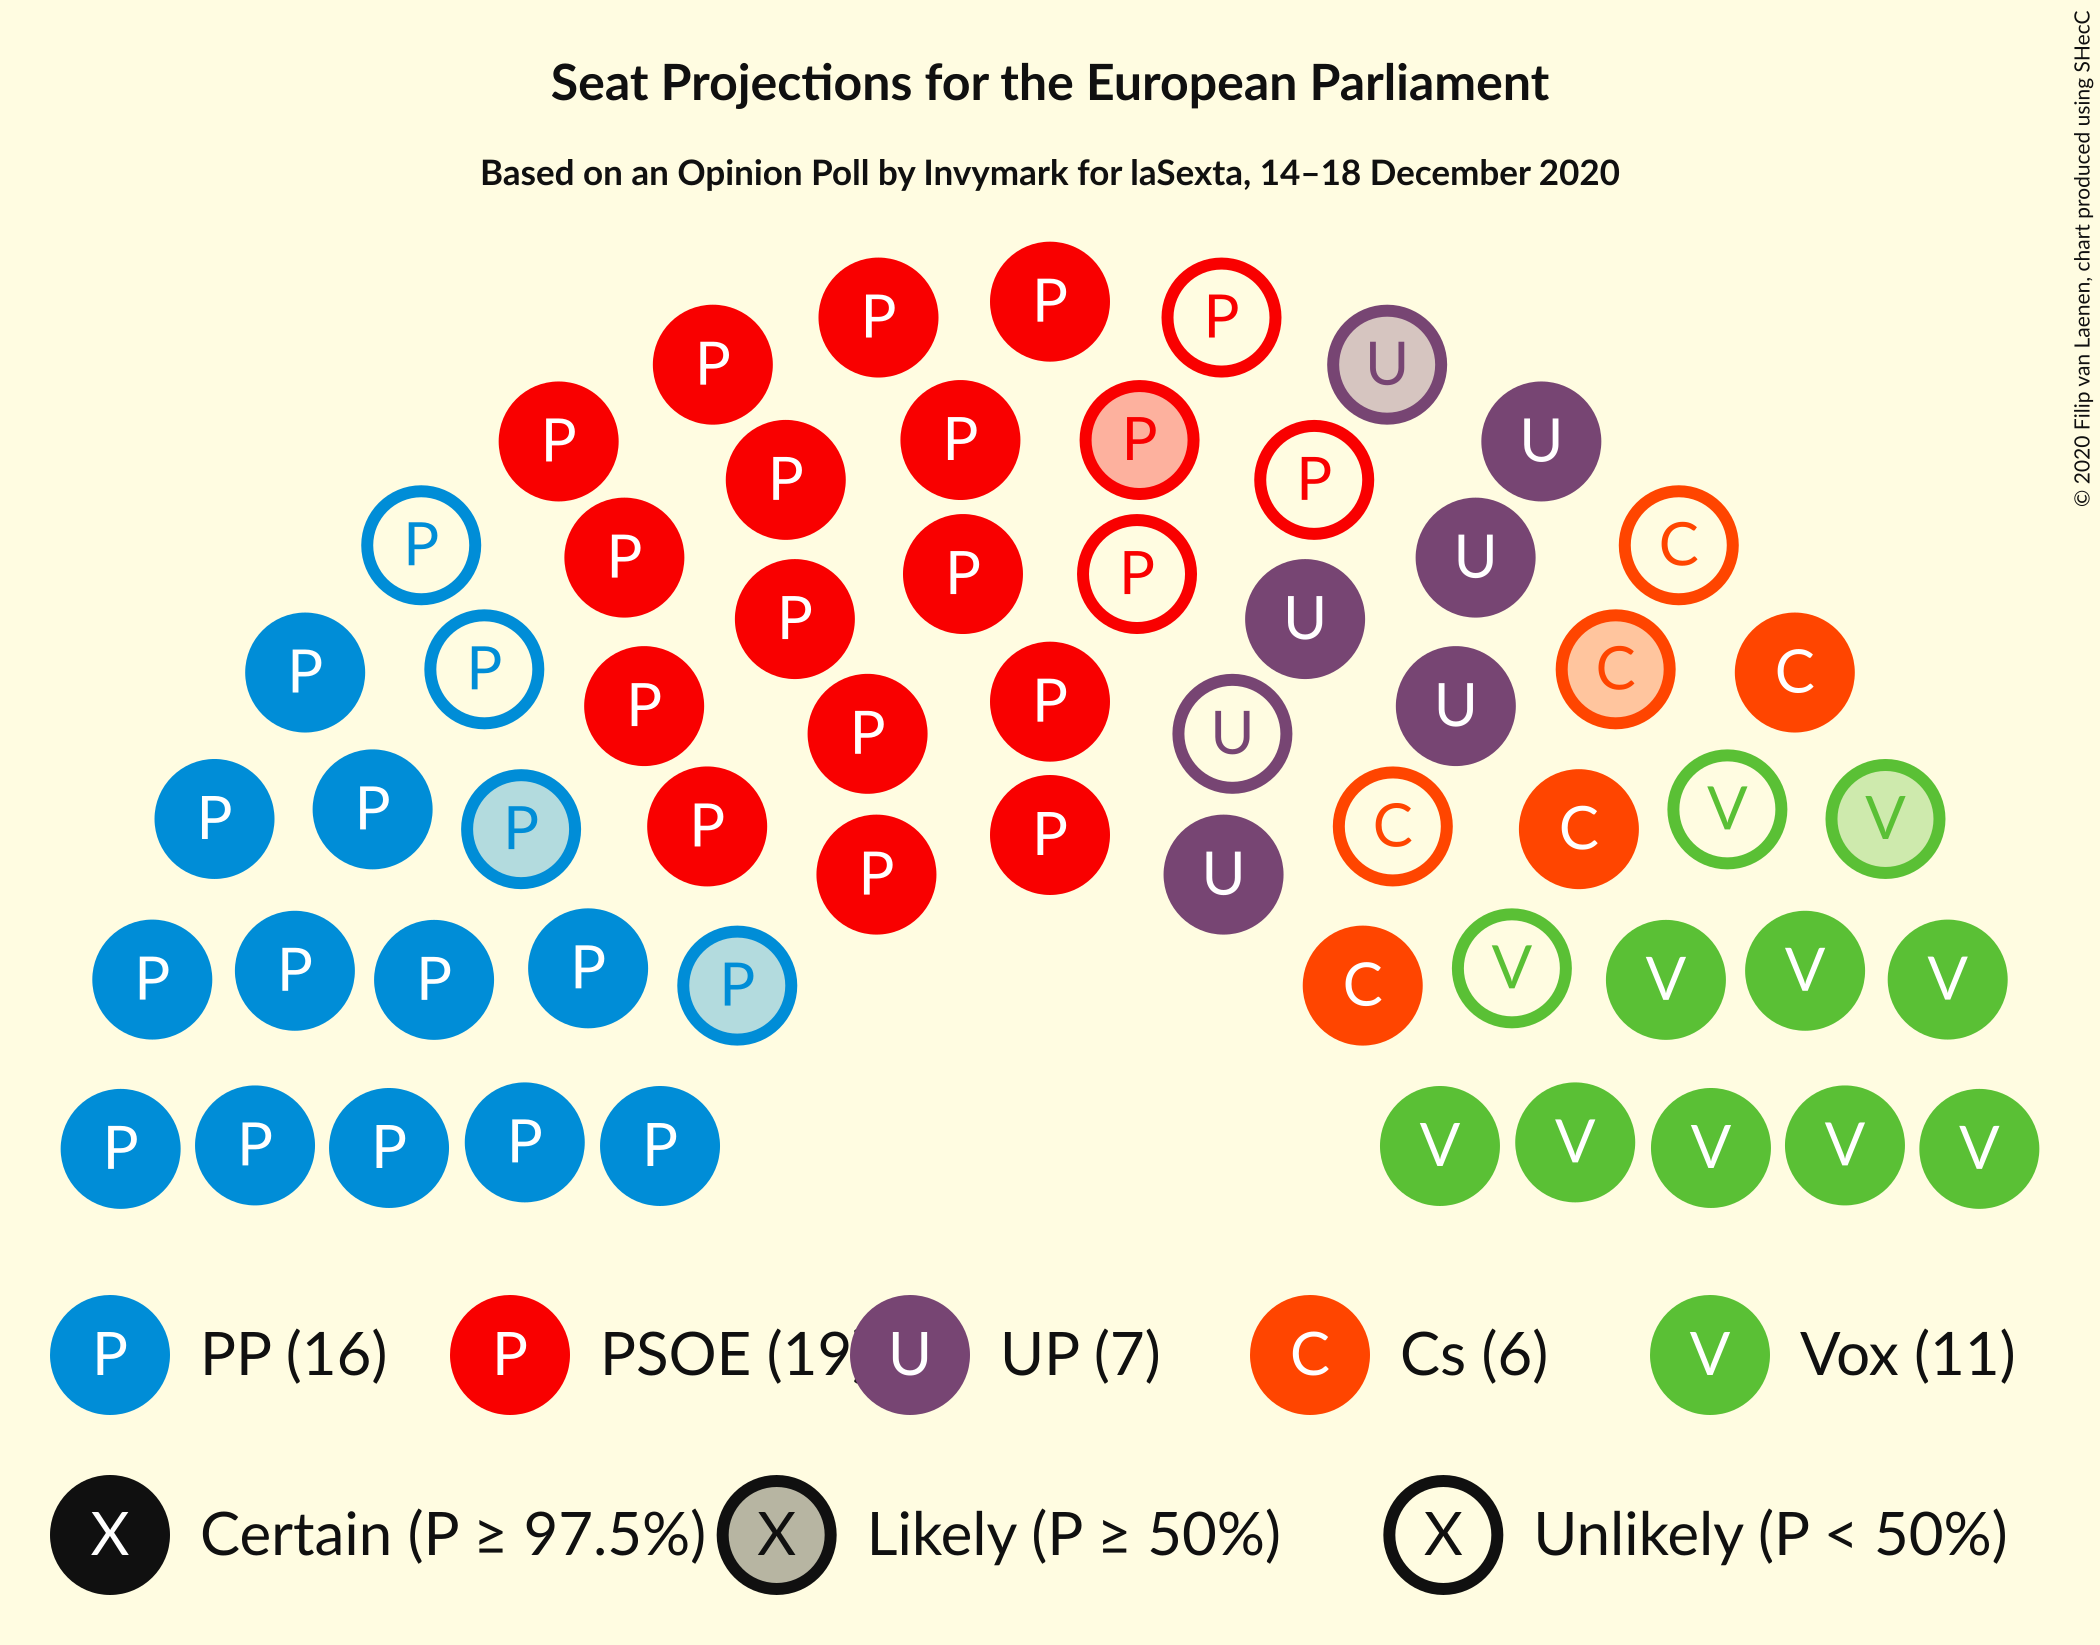 Seat Projections for the European Parliament
Based on an Opinion Poll by Invymark for laSexta, 14–18 December 2020
© 2020 Filip van Laenen, chart produced using SHecC
P P P U
P P U
P P P P
P U C
P P P
P P U
P C
P P C
P U
P P U
P P V V
P P C C
P P U
P P P P P C V V V V
P P P P P V V V V V
P PP (16) P PSOE (19) U UP (7) C Cs (6) V Vox (11)
X Certain (P ≥ 97.5%) X Likely (P ≥ 50%) X Unlikely (P < 50%)